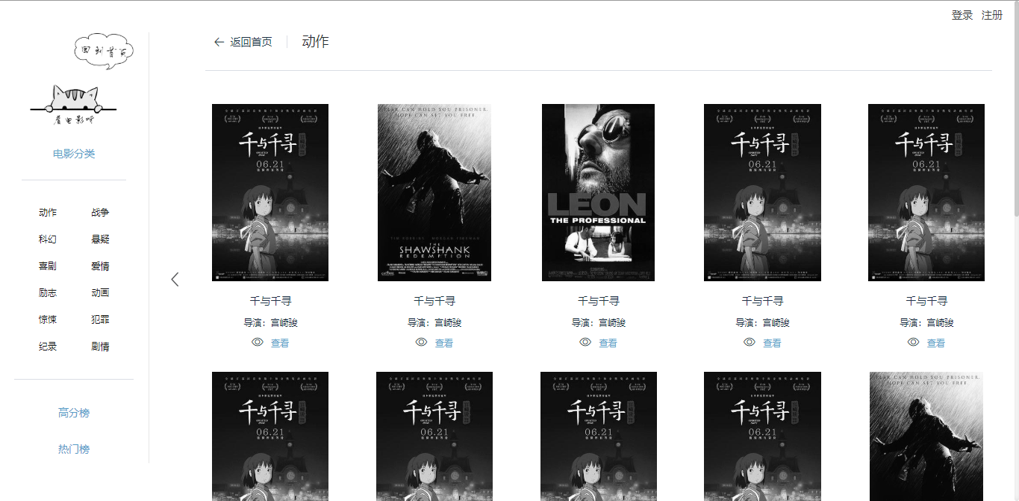 登录 注册
回到首页
看电影吧
← 返回首页 动作
电影分类
动作 战争
科幻 悬疑
喜剧 爱情
励志 动画
惊悚 犯罪
纪录 剧情
高分榜
热门榜
千与千寻
06.21
FEAR CAN HOLD YOU PRISONER.
HOPE CAN SET YOU FREE.
THE
SHAWSHANK
REDEMPTION
LEON
THE PROFESSIONAL
千与千寻
06.21
千与千寻
06.21
千与千寻 千与千寻 千与千寻 千与千寻 千与千寻
导演：宫崎骏 导演：宫崎骏 导演：宫崎骏 导演：宫崎骏 导演：宫崎骏
查看 查看 查看 查看 查看
千与千寻
06.21
千与千寻
06.21
千与千寻
06.21
千与千寻
06.21
FEAR CAN HOLD YOU PRISONER.
HOPE CAN SET YOU FREE.